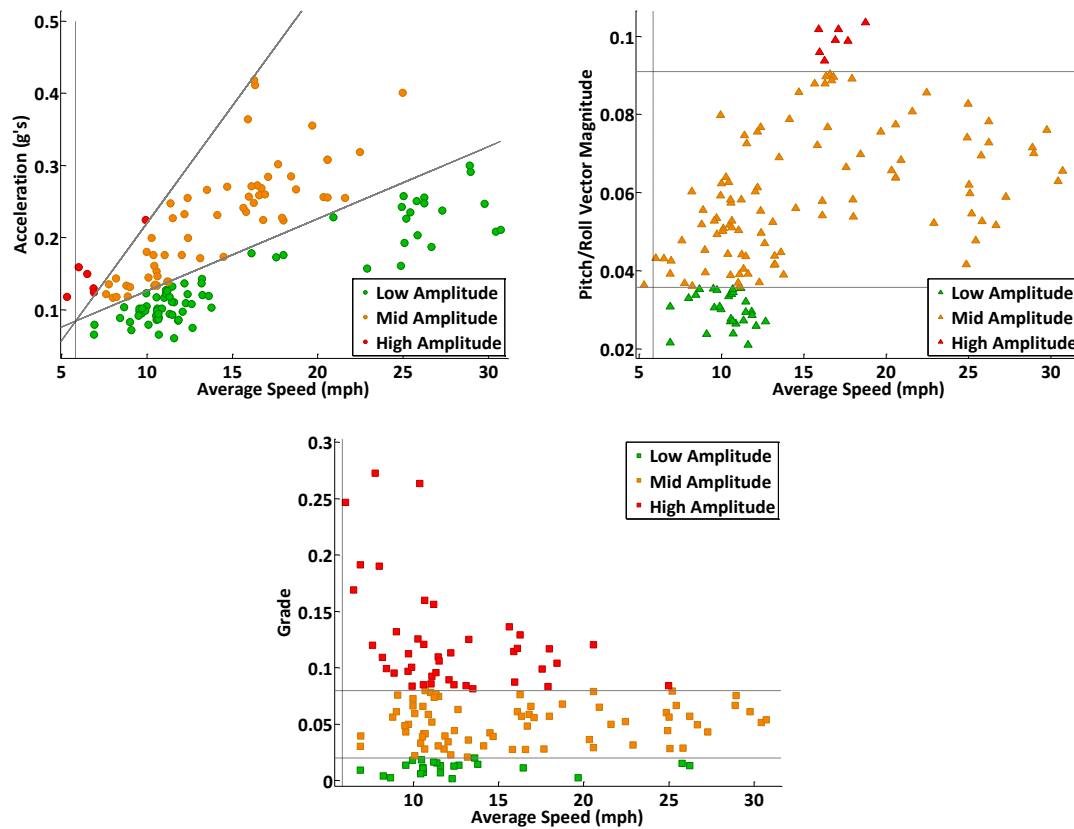 0.5
0.4
0.3
0.2
0.1
Acceleration (g's)
5
10
15
20
25
30
Average Speed (mph)
Low Amplitude
Mid Amplitude
High Amplitude
0.1
0.08
0.06
0.04
0.02
Pitch/Roll Vector Magnitude
5
10
15
20
25
30
Average Speed (mph)
Low Amplitude
Mid Amplitude
High Amplitude
0.3
0.25
0.2
0.15
0.1
0.05
0
Grade
10
15
20
25
30
Average Speed (mph)
Low Amplitude
Mid Amplitude
High Amplitude